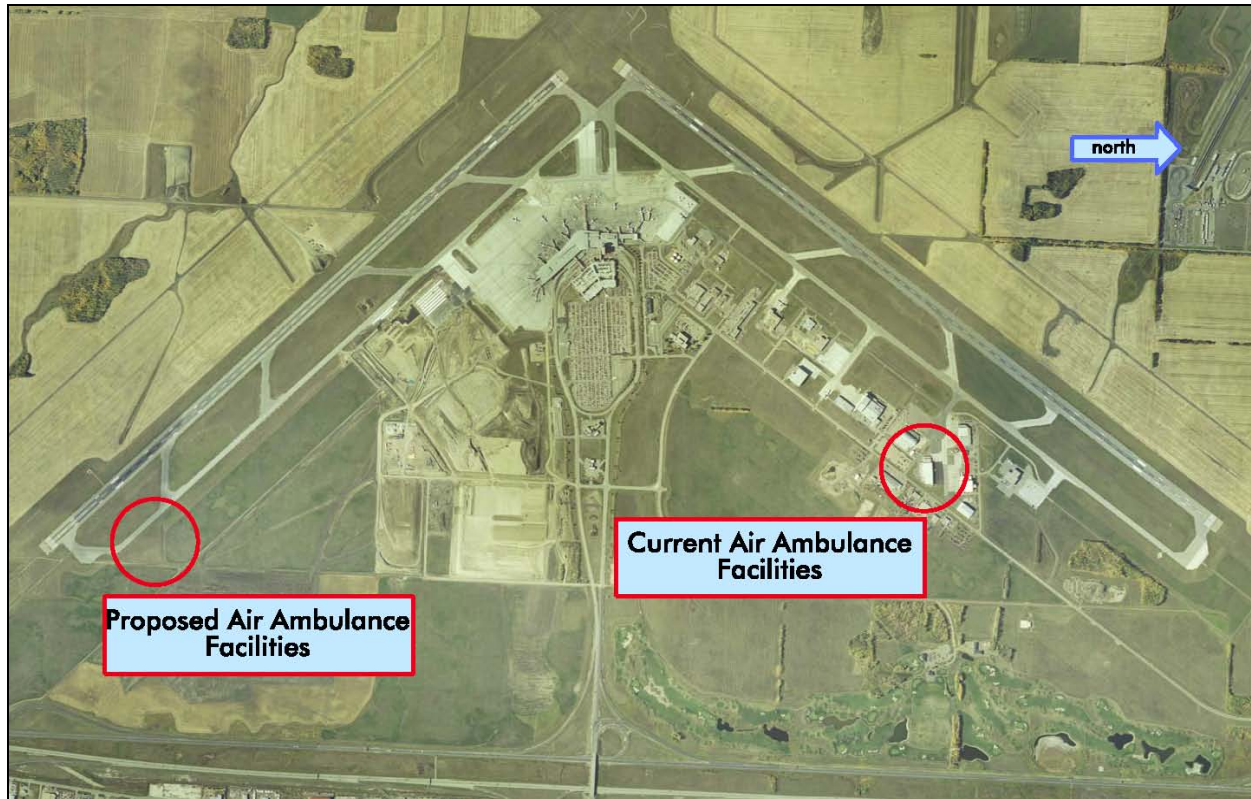 north
Current Air Ambulance
Facilities
Proposed Air Ambulance
Facilities